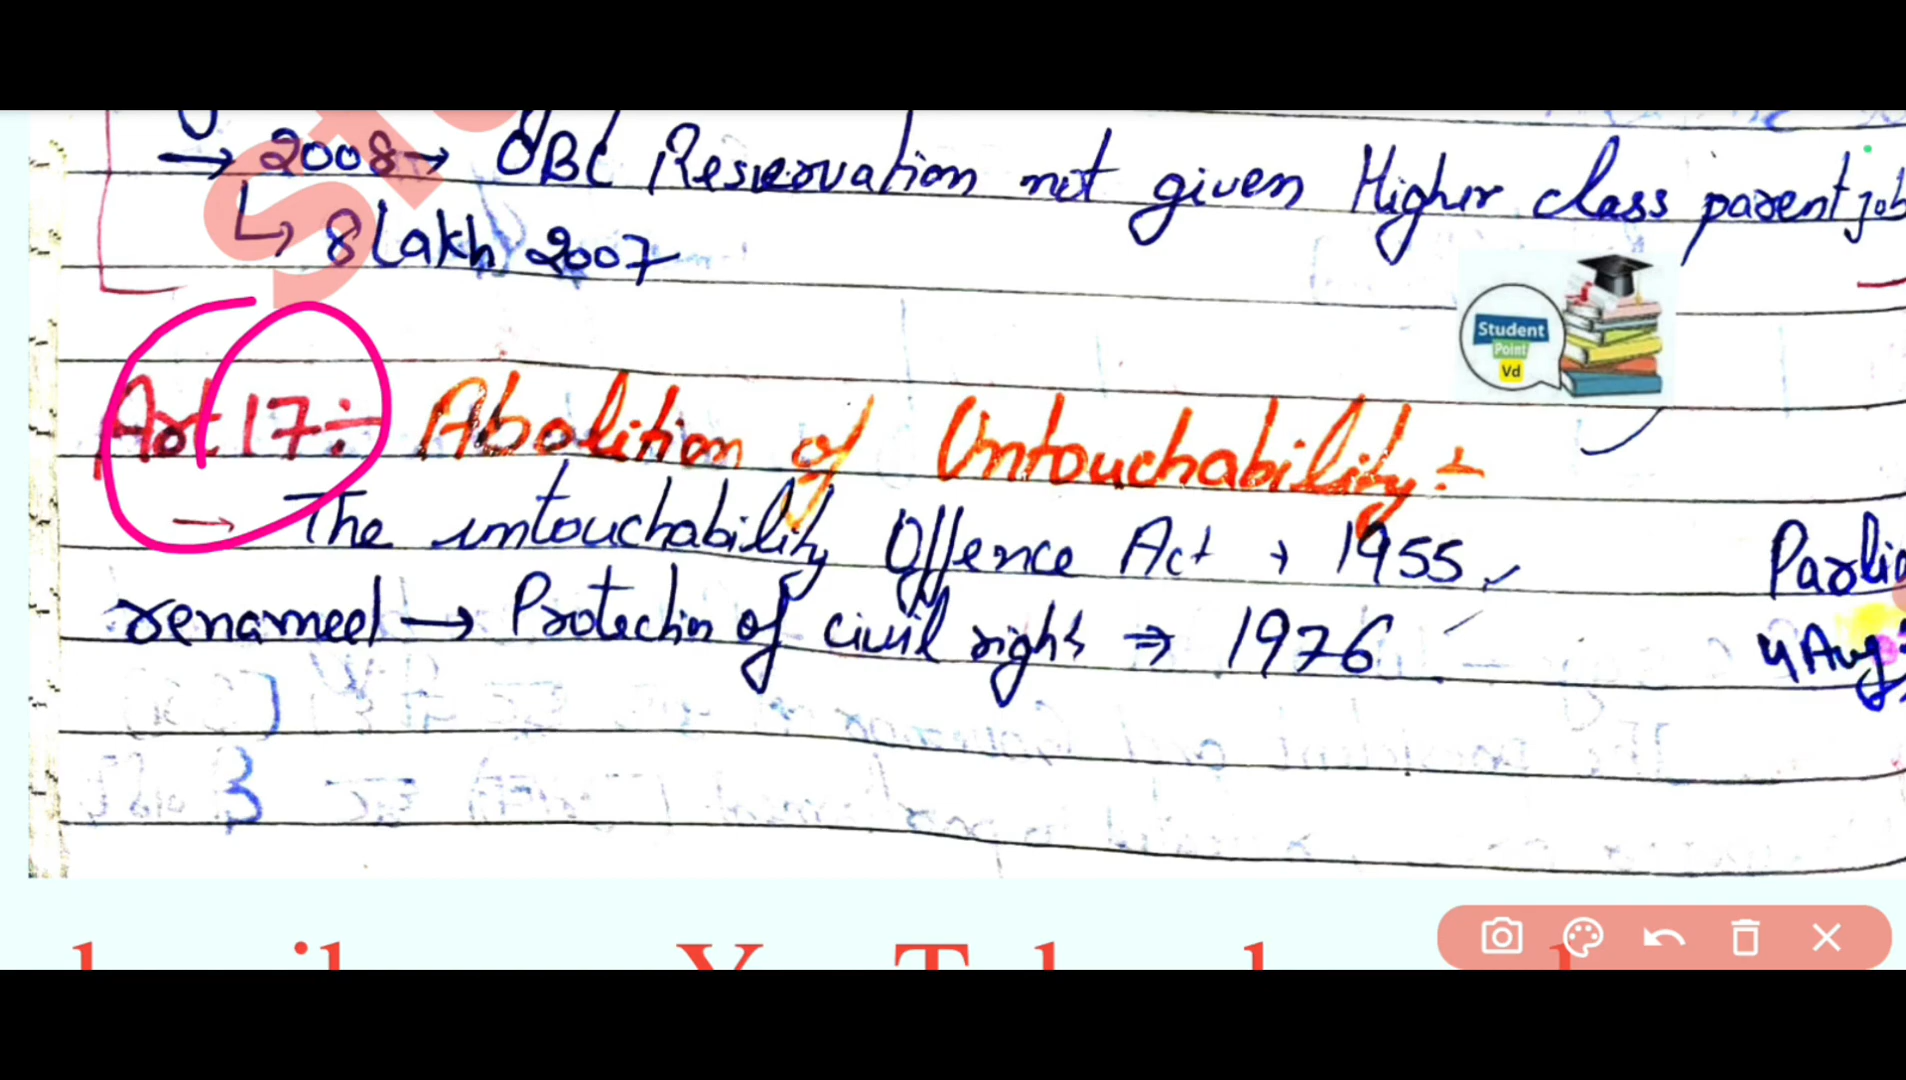 → 2008→ OBC Reservation not given Higher class parent job
↳ 8 Lakh 2007
Student
Point
Vd
Art 17 ÷ Abolition of Untouchability ÷
→ The untouchability Offence Act → 1955
renamed → Protection of civil rights ⇒ 1976
4 Aug